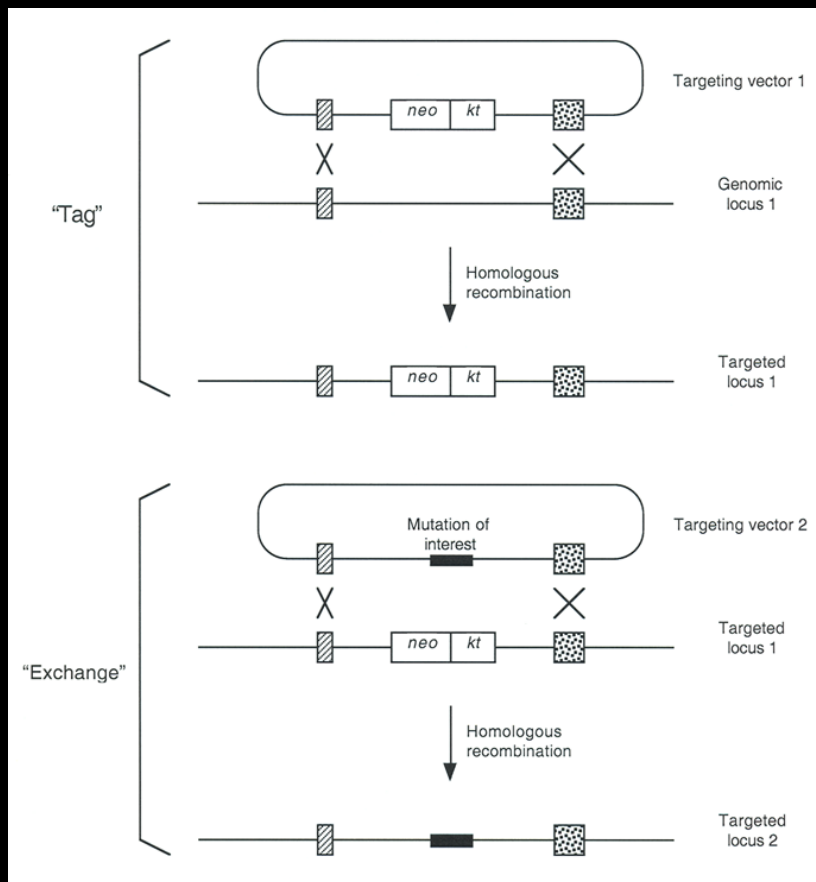 Targeting vector 1
neo kt
Genomic
locus 1
“Tag”
Homologous
recombination
Targeted
locus 1
neo kt
Mutation of
interest
Targeting vector 2
Targeted
locus 1
neo kt
“Exchange”
Homologous
recombination
Targeted
locus 2